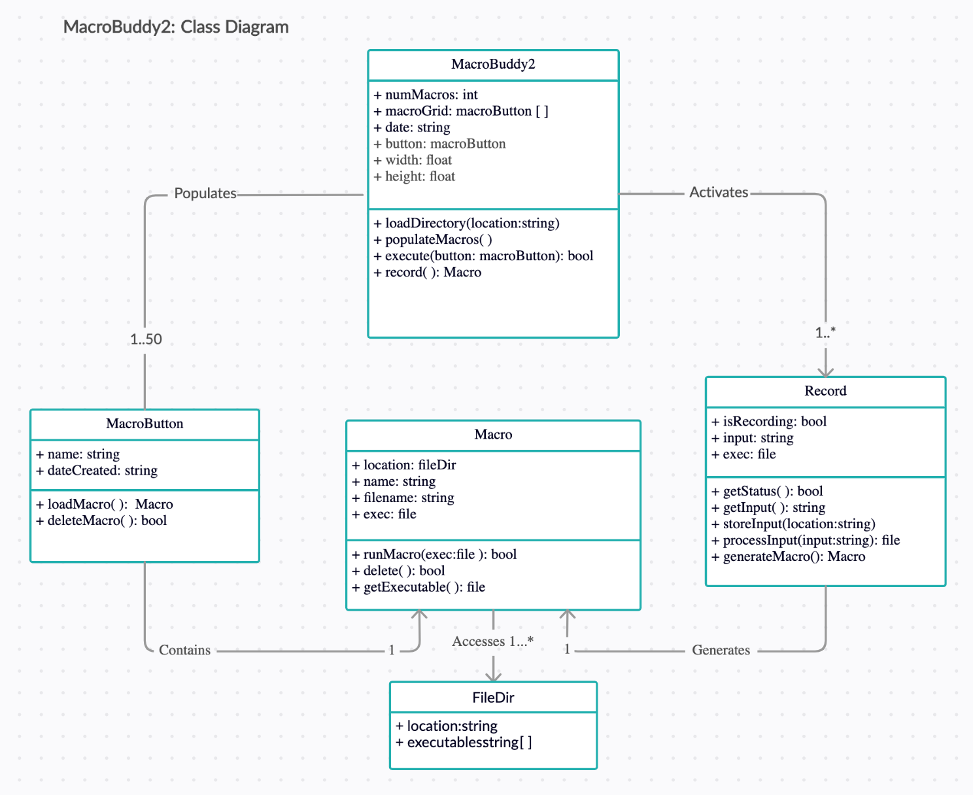 MacroBuddy2: Class Diagram
MacroBuddy2
+ numMacros: int
+ macroGrid: macroButton [ ]
+ date: string
+ button: macroButton
+ width: float
+ height: float
+ loadDirectory(location:string)
+ populateMacros( )
+ execute(button: macroButton): bool
+ record( ): Macro
Populates
Activates
1..50
1..*
MacroButton
+ name: string
+ dateCreated: string
+ loadMacro( ):  Macro
+ deleteMacro( ): bool
Macro
+ location: fileDir
+ name: string
+ filename: string
+ exec: file
+ runMacro(exec:file ): bool
+ delete( ): bool
+ getExecutable( ): file
Record
+ isRecording: bool
+ input: string
+ exec: file
+ getStatus( ): bool
+ getInput( ): string
+ storeInput(location:string)
+ processInput(input:string): file
+ generateMacro(): Macro
Contains
1
Accesses 1...*
1
Generates
FileDir
+ location:string
+ executablesstring[ ]